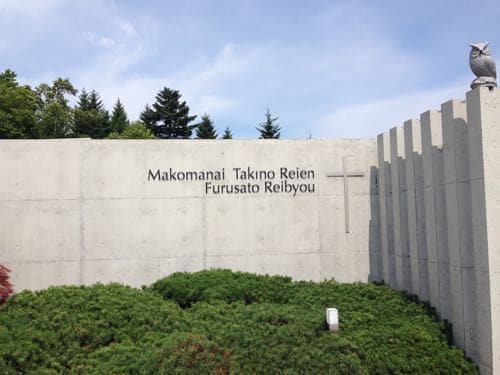 Makomanai Takino Reien
Furusato Reibyou